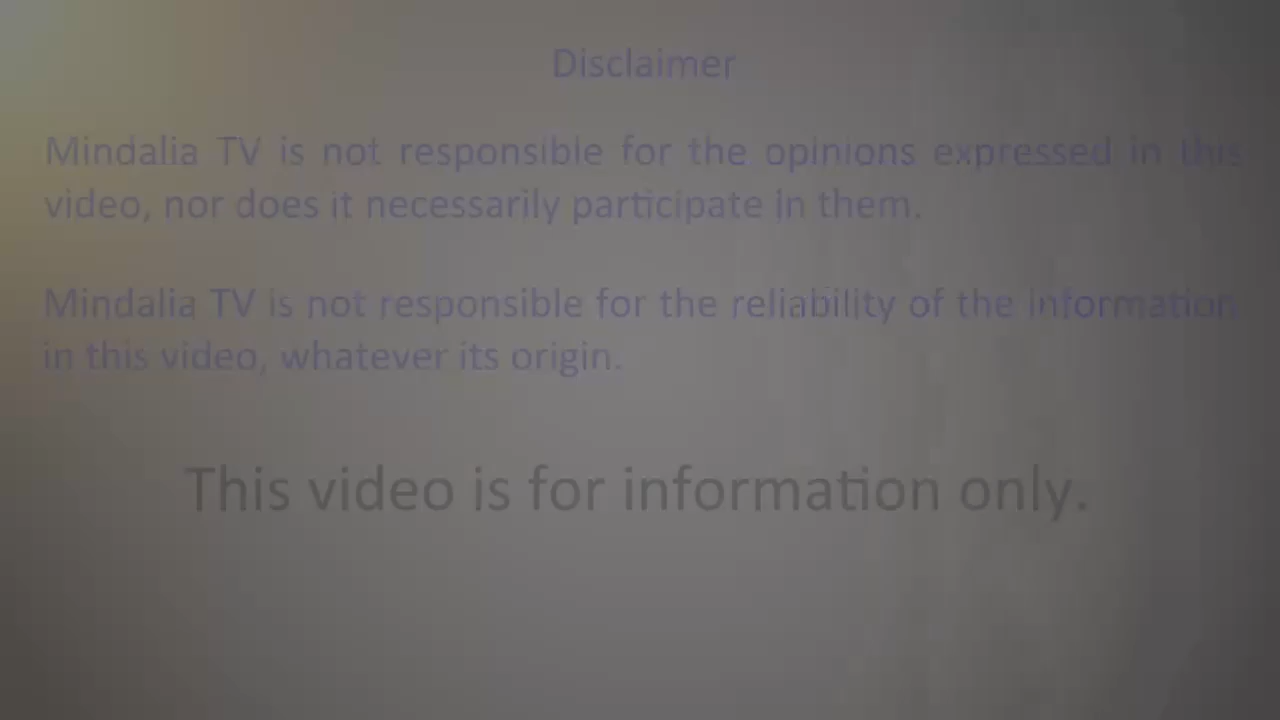 Disclaimer
Mindalia TV is not responsible for the opinions expressed in this
video, nor does it necessarily participate in them.
Mindalia TV is not responsible for the reliability of the information
in this video, whatever its origin.
This video is for information only.